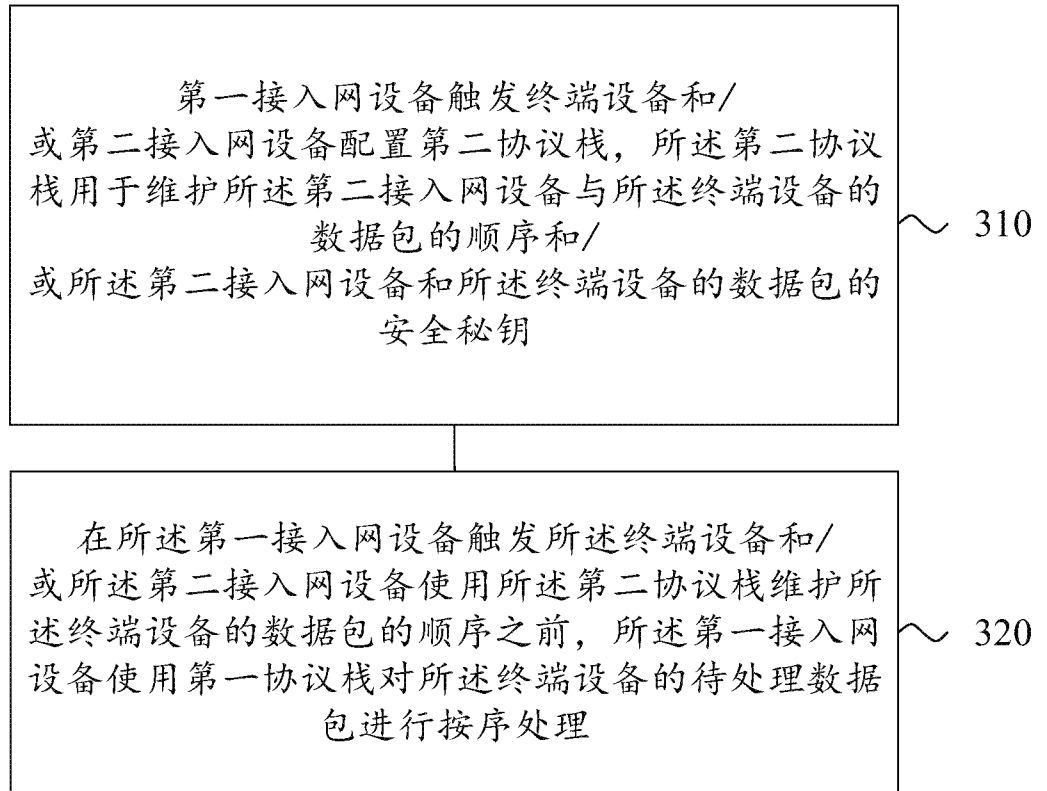 第一接入网设备触发终端设备和/
或第二接入网设备配置第二协议栈，所述第二协议
栈用于维护所述第二接入网设备与所述终端设备的
数据包的顺序和/
或所述第二接入网设备和所述终端设备的数据包的
安全秘钥
310
在所述第一接入网设备触发所述终端设备和/
或所述第二接入网设备使用所述第二协议栈维护所
述终端设备的数据包的顺序之前，所述第一接入网
设备使用第一协议栈对所述终端设备的待处理数据
包进行按序处理
320